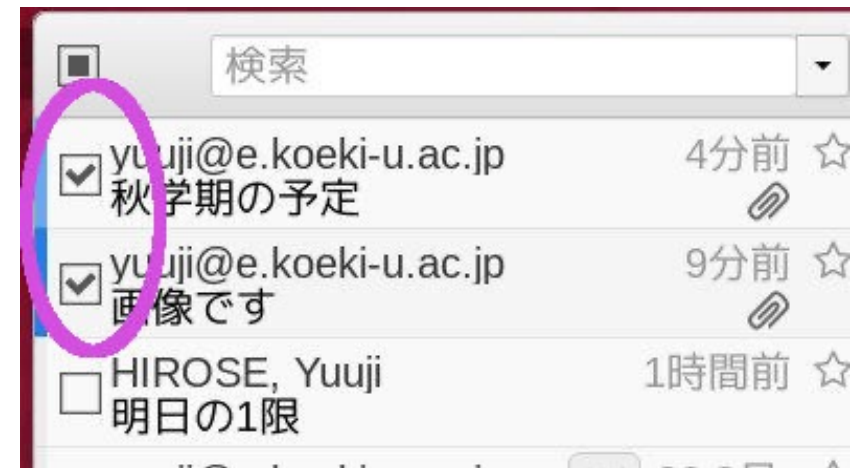 検索
yuuji@e.koeki-u.ac.jp 4分前
秋学期の予定
yuuji@e.koeki-u.ac.jp 9分前
画像です
HIROSE, Yuuji 1時間前
明日の1限